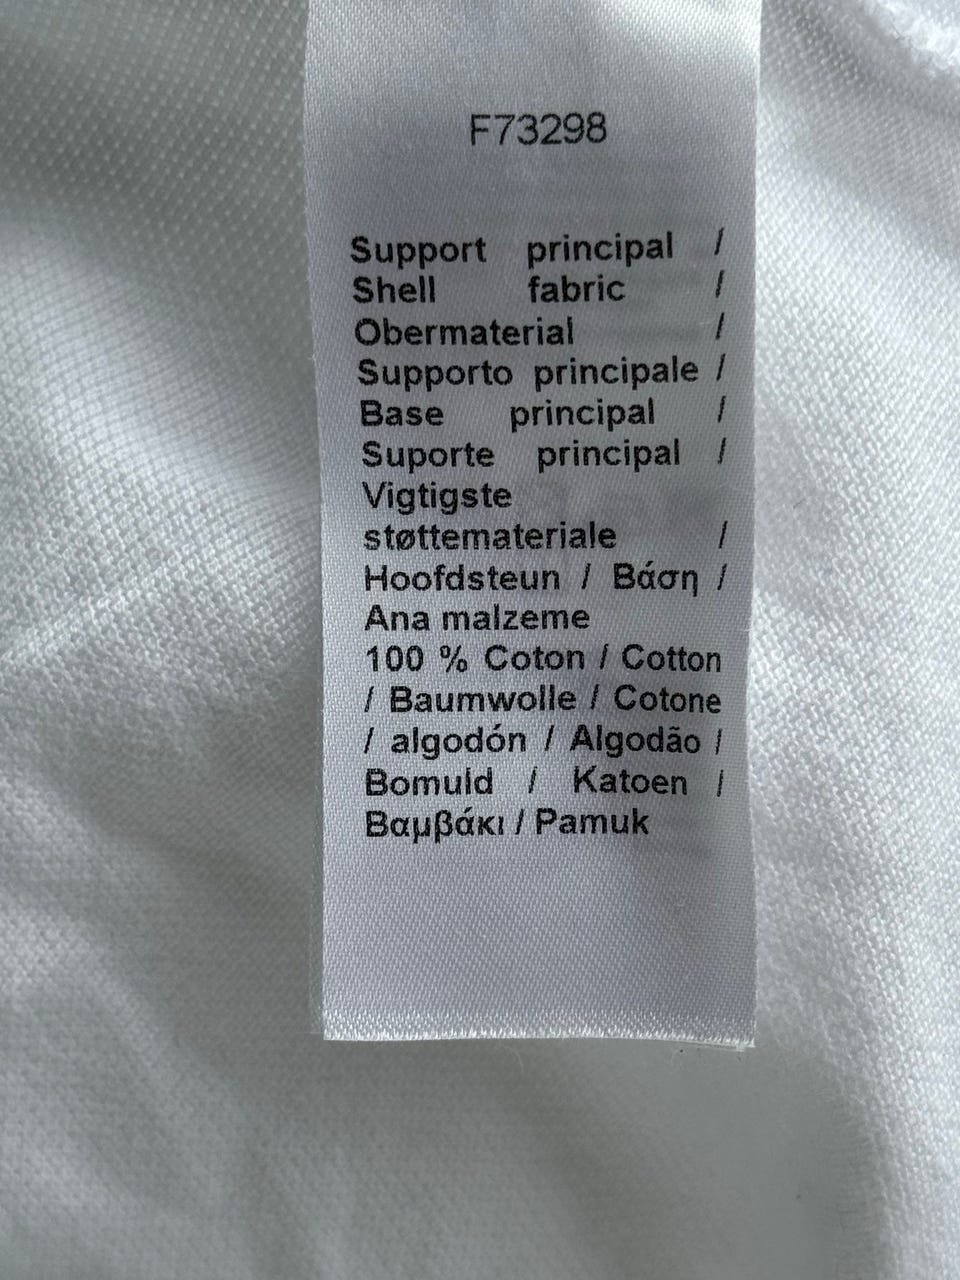 F73298
Support principal /
Shell fabric /
Obermaterial /
Supporto principale /
Base principal /
Suporte principal /
Vigtigste
støttemateriale /
Hoofdsteun / Βάση /
Ana malzeme
100 % Coton / Cotton
/ Baumwolle / Cotone
/ algodón / Algodão /
Bomuld / Katoen /
Βαμβάκι / Pamuk